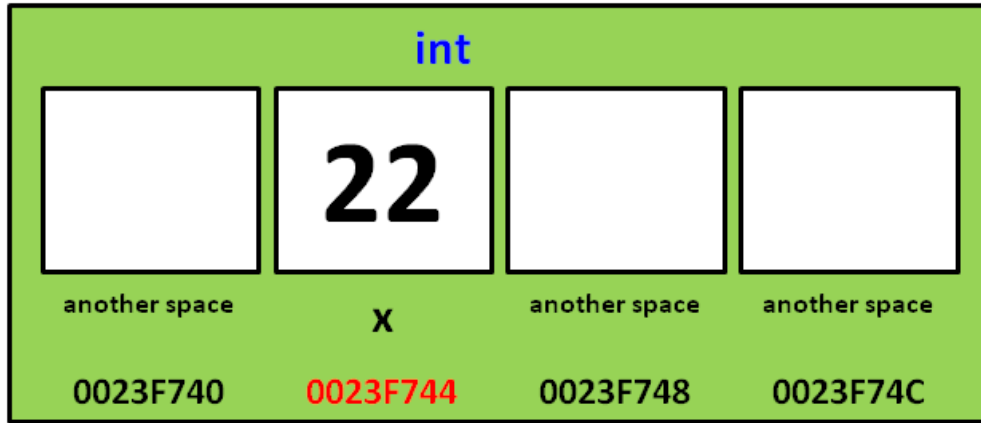 int
22
another space x another space another space
0023F740 0023F744 0023F748 0023F74C